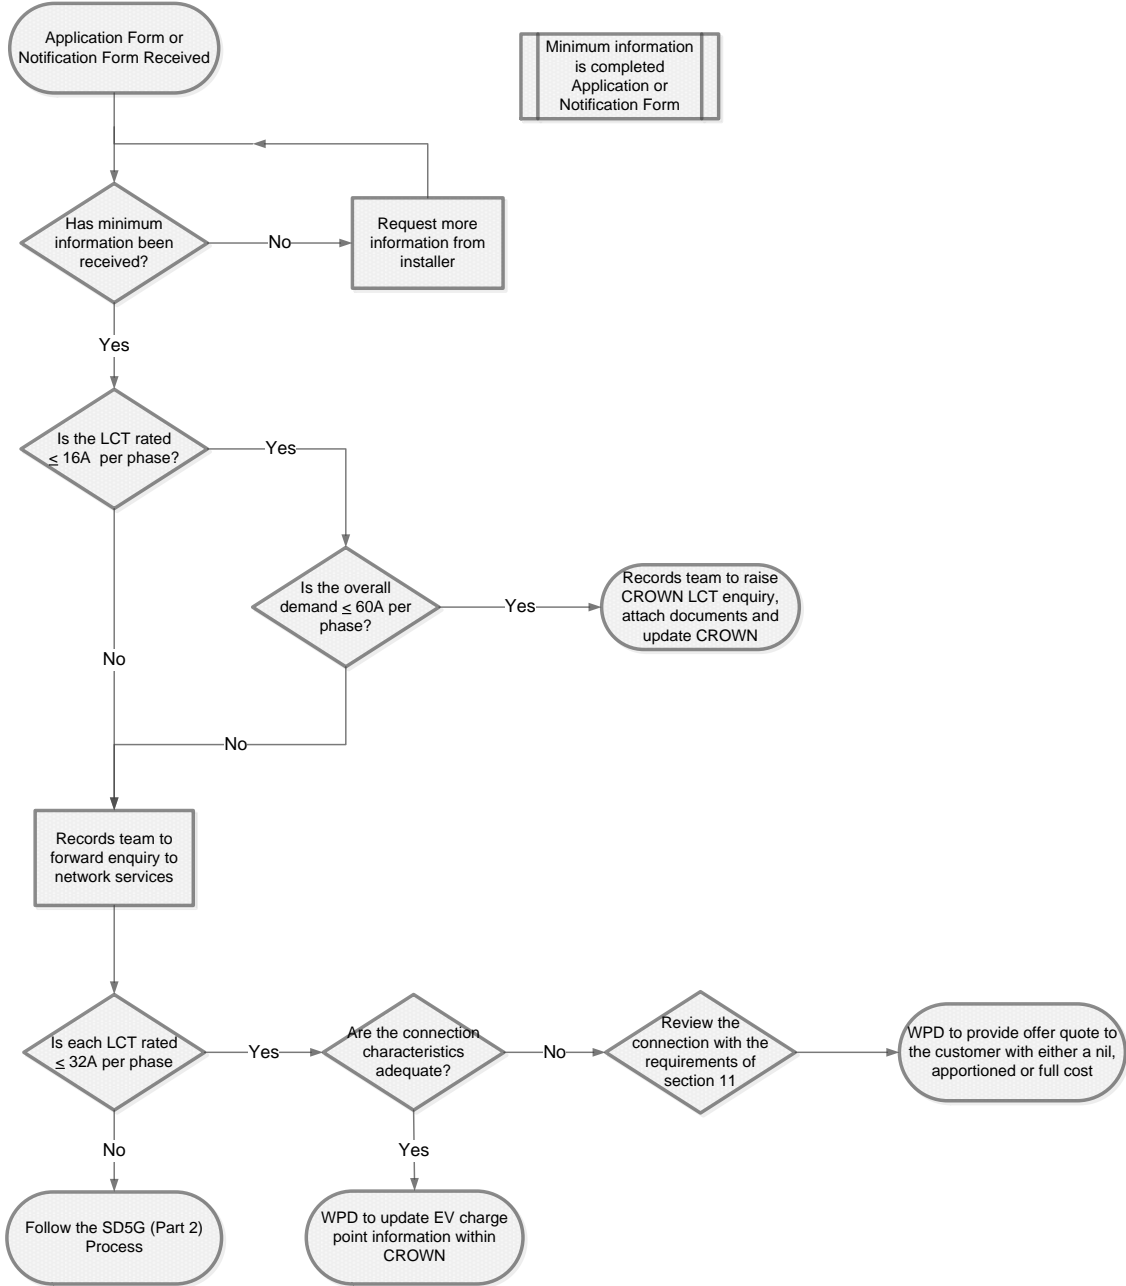 Application Form or
Notification Form Received
Minimum information
is completed
Application or
Notification Form
Has minimum
information been
received?
No
Request more
information from
installer
Yes
Is the LCT rated
≤ 16A per phase?
Yes
Is the overall
demand ≤ 60A per
phase?
Yes
Records team to raise
CROWN LCT enquiry,
attach documents and
update CROWN
No
No
Records team to
forward enquiry to
network services
Is each LCT rated
≤ 32A per phase
Yes
Are the connection
characteristics
adequate?
No
Review the
connection with the
requirements of
section 11
WPD to provide offer quote to
the customer with either a nil,
apportioned or full cost
No
Yes
Follow the SD5G (Part 2)
Process
WPD to update EV charge
point information within
CROWN